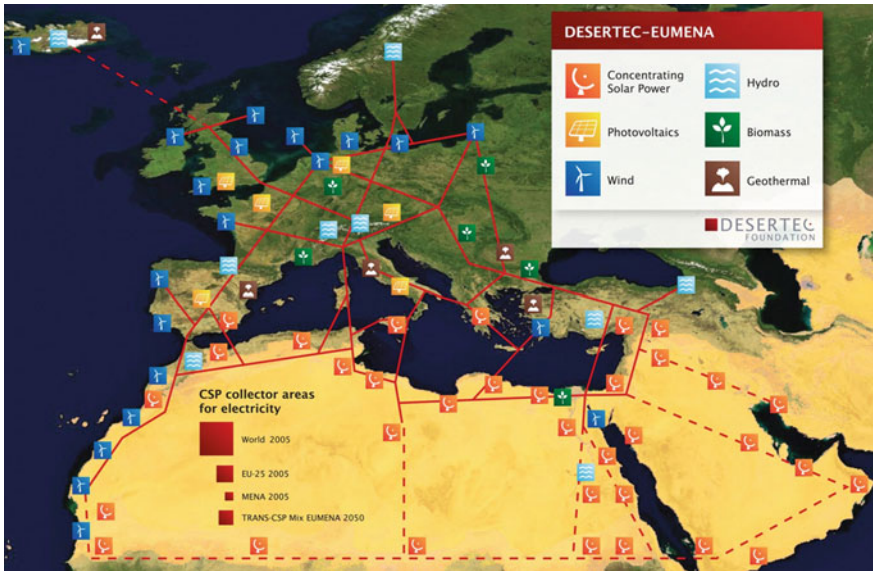 DESERTEC–EUMENA
Concentrating
Solar Power
Hydro
Photovoltaics
Biomass
Wind
Geothermal
DESERTEC
FOUNDATION
CSP collector areas
for electricity
World 2005
EU-25 2005
MENA 2005
TRANS-CSP Mix EUMENA 2050